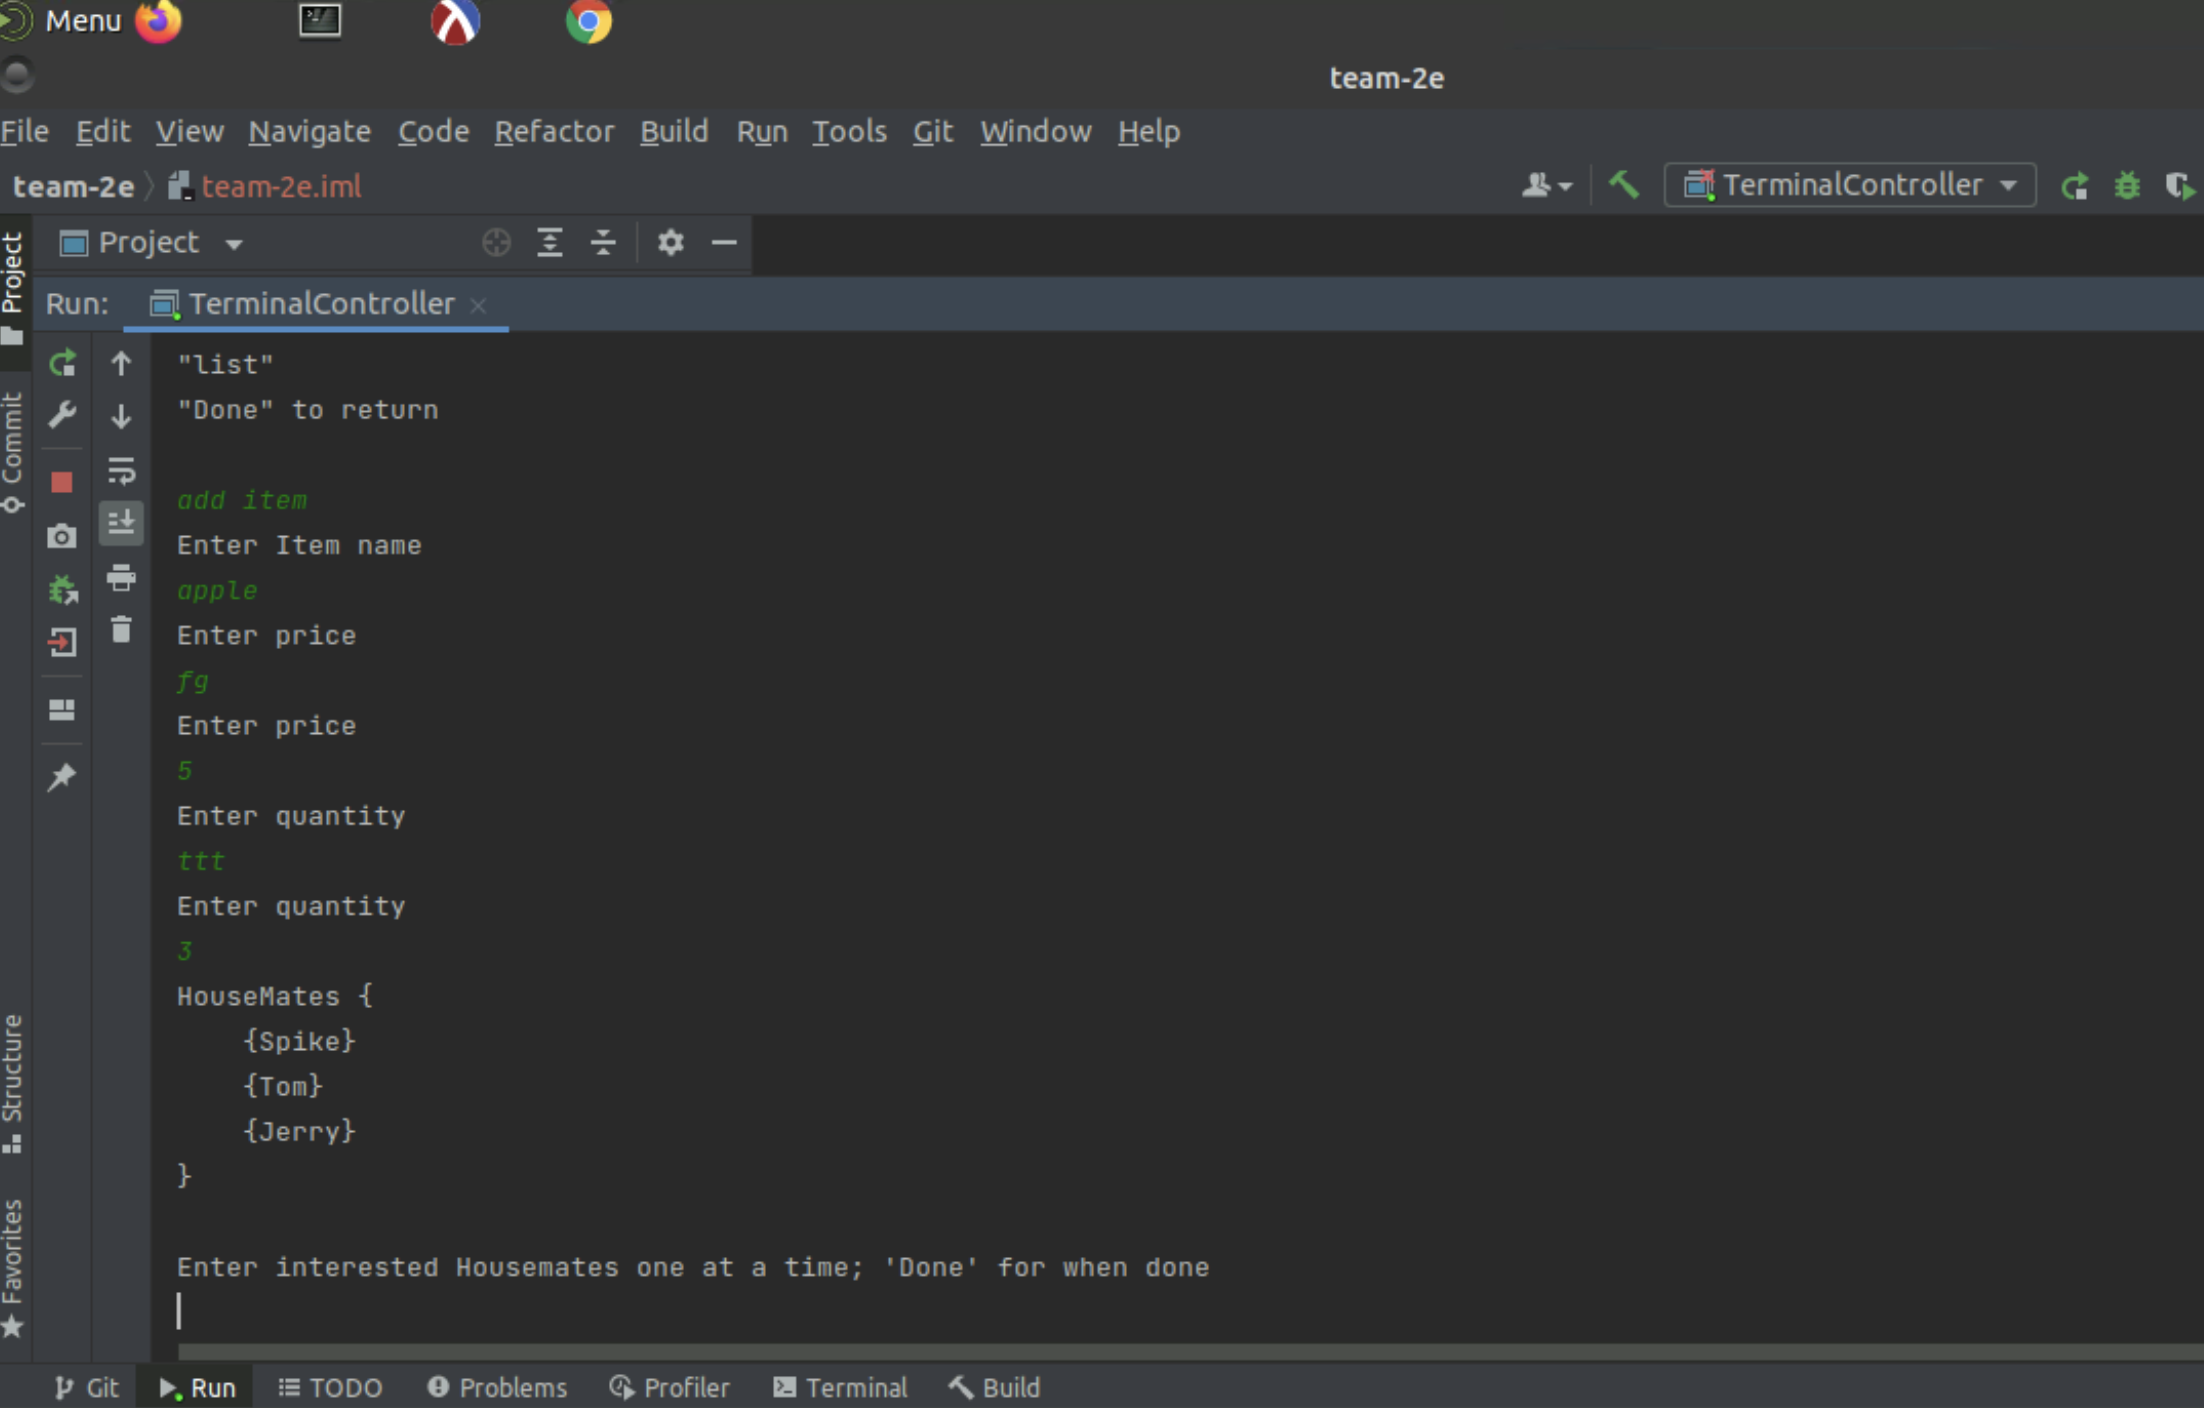 Menu
team-2e
File Edit View Navigate Code Refactor Build Run Tools Git Window Help
team-2e team-2e.iml TerminalController
Project
Project
Run: TerminalController
"list"
"Done" to return
Commit
add item
Enter Item name
apple
Enter price
fg
Enter price
5
Enter quantity
ttt
Enter quantity
3
HouseMates {
{Spike}
{Tom}
{Jerry}
}
Structure
Enter interested Housemates one at a time; 'Done' for when done
Favorites
Git Run TODO Problems Profiler Terminal Build